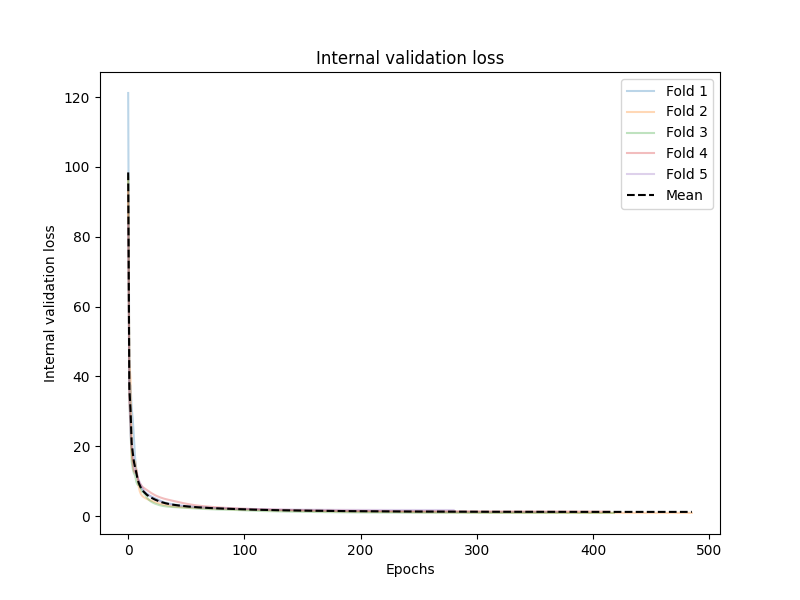 Internal validation loss
Fold 1
Fold 2
Fold 3
Fold 4
Fold 5
Mean
Internal validation loss
120
100
80
60
40
20
0
0 100 200 300 400 500
Epochs